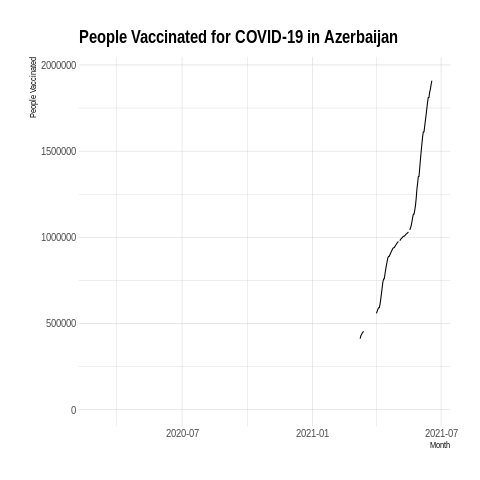 People Vaccinated for COVID-19 in Azerbaijan
People Vaccinated
2000000
1500000
1000000
500000
0
2020-07 2021-01 2021-07
Month